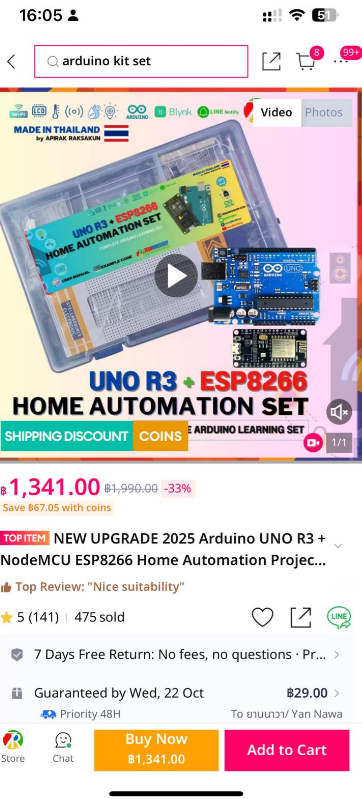 16:05
51
arduino kit set
8
99+
WiFi
LCD
ARDUINO
Blynk
LINE Notify
Video
Photos
MADE IN THAILAND
by APIRAK RAKSAKUN
UNO R3 + ESP8266
HOME AUTOMATION SET
UNO
UNO R3 + ESP8266
HOME AUTOMATION SET
E ARDUINO LEARNING SET
SHIPPING DISCOUNT
COINS
1/1
฿1,341.00 ฿1,990.00 -33%
Save ฿67.05 with coins
TOP ITEM NEW UPGRADE 2025 Arduino UNO R3 +
NodeMCU ESP8266 Home Automation Projec...
Top Review: "Nice suitability"
5 (141) 475 sold
LINE
7 Days Free Return: No fees, no questions · Pr...
Guaranteed by Wed, 22 Oct ฿29.00
Priority 48H To ยานนาวา/ Yan Nawa
Store
Chat
Buy Now
฿1,341.00
Add to Cart